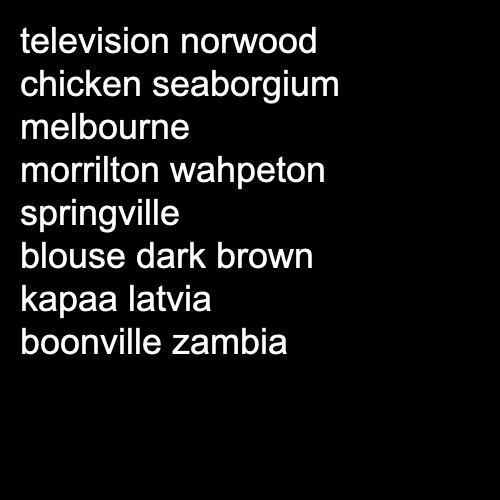 television norwood
chicken seaborgium
melbourne
morrilton wahpeton
springville
blouse dark brown
kapaa latvia
boonville zambia